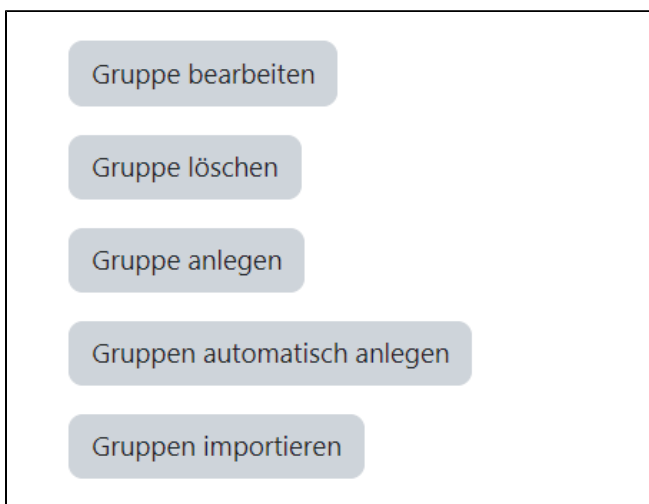 Gruppe bearbeiten
Gruppe löschen
Gruppe anlegen
Gruppen automatisch anlegen
Gruppen importieren